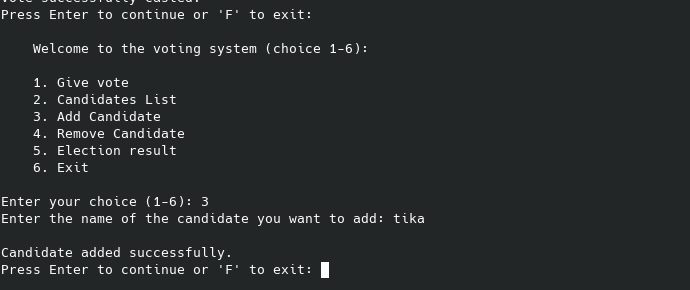 Vote successfully casted.
Press Enter to continue or 'F' to exit:
Welcome to the voting system (choice 1-6):
1. Give vote
2. Candidates List
3. Add Candidate
4. Remove Candidate
5. Election result
6. Exit
Enter your choice (1-6): 3
Enter the name of the candidate you want to add: tika
Candidate added successfully.
Press Enter to continue or 'F' to exit: